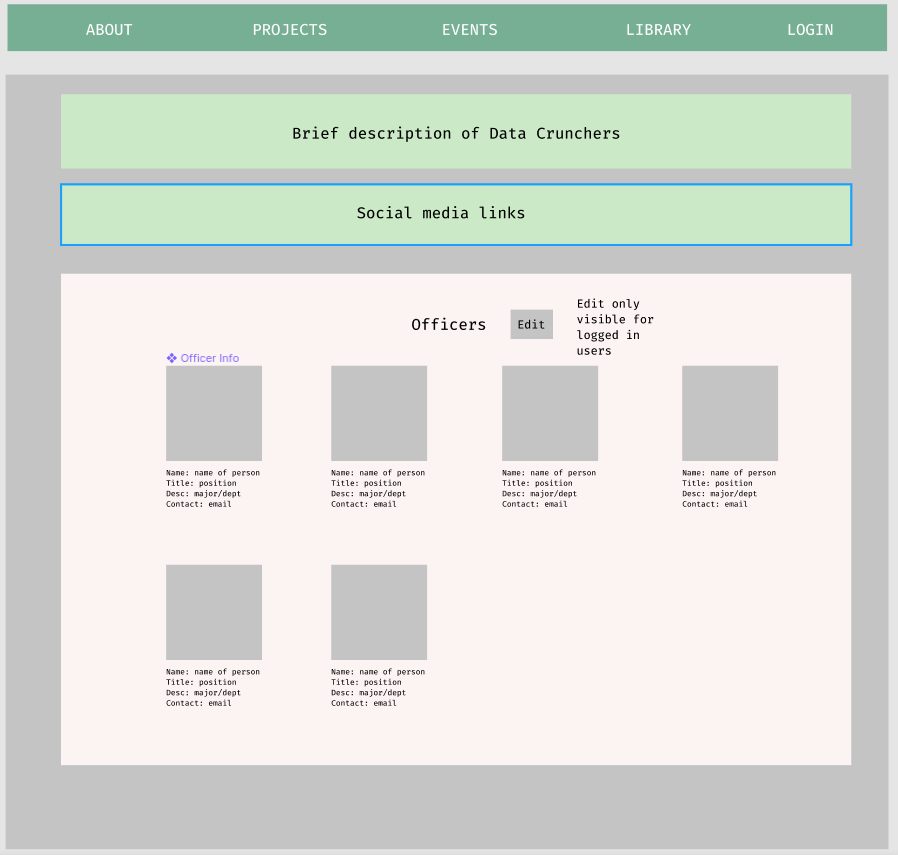 ABOUT PROJECTS EVENTS LIBRARY LOGIN
Brief description of Data Crunchers
Social media links
Officers
Edit
Edit only
visible for
logged in
users
Officer Info
Name: name of person
Title: position
Desc: major/dept
Contact: email
Name: name of person
Title: position
Desc: major/dept
Contact: email
Name: name of person
Title: position
Desc: major/dept
Contact: email
Name: name of person
Title: position
Desc: major/dept
Contact: email
Name: name of person
Title: position
Desc: major/dept
Contact: email
Name: name of person
Title: position
Desc: major/dept
Contact: email